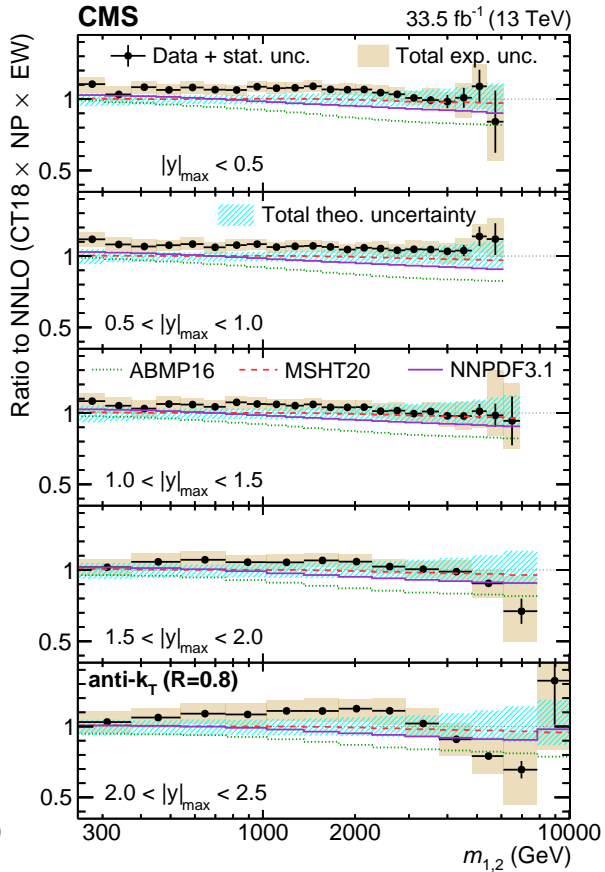 CMS 33.5 fb⁻¹ (13 TeV)
Ratio to NNLO (CT18 × NP × EW)
Data + stat. unc. Total exp. unc.
1
0.5
|y|max < 0.5
Total theo. uncertainty
1
0.5
0.5 < |y|max < 1.0
ABMP16 MSHT20 NNPDF3.1
1
0.5
1.0 < |y|max < 1.5
1
0.5
1.5 < |y|max < 2.0
anti-kT (R=0.8)
1
0.5
2.0 < |y|max < 2.5
300 1000 2000 10000
m1,2 (GeV)